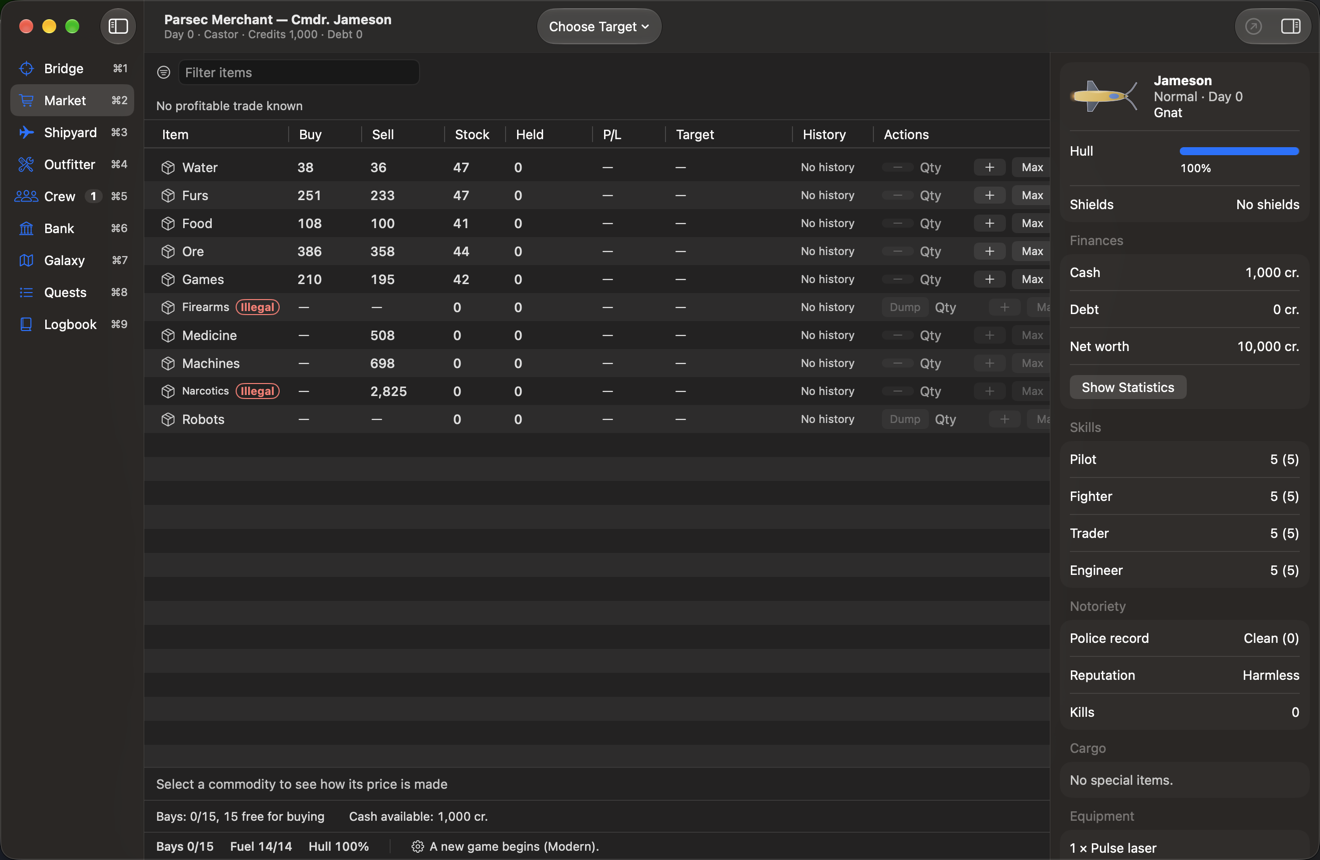 Parsec Merchant — Cmdr. Jameson
Day 0 · Castor · Credits 1,000 · Debt 0
Choose Target
Bridge ⌘1
Market ⌘2
Shipyard ⌘3
Outfitter ⌘4
Crew 1 ⌘5
Bank ⌘6
Galaxy ⌘7
Quests ⌘8
Logbook ⌘9
Filter items
No profitable trade known
Item Buy Sell Stock Held P/L Target History Actions
Water 38 36 47 0 — — No history — Qty + Max
Furs 251 233 47 0 — — No history — Qty + Max
Food 108 100 41 0 — — No history — Qty + Max
Ore 386 358 44 0 — — No history — Qty + Max
Games 210 195 42 0 — — No history — Qty + Max
Firearms Illegal — — 0 0 — — No history Dump Qty + Ma
Medicine — 508 0 0 — — No history — Qty + Max
Machines — 698 0 0 — — No history — Qty + Max
Narcotics Illegal — 2,825 0 0 — — No history — Qty + Max
Robots — — 0 0 — — No history Dump Qty + Ma
Select a commodity to see how its price is made
Bays: 0/15, 15 free for buying Cash available: 1,000 cr.
Bays 0/15 Fuel 14/14 Hull 100% A new game begins (Modern).
Jameson
Normal · Day 0
Gnat
Hull
100%
Shields No shields
Finances
Cash 1,000 cr.
Debt 0 cr.
Net worth 10,000 cr.
Show Statistics
Skills
Pilot 5 (5)
Fighter 5 (5)
Trader 5 (5)
Engineer 5 (5)
Notoriety
Police record Clean (0)
Reputation Harmless
Kills 0
Cargo
No special items.
Equipment
1 × Pulse laser